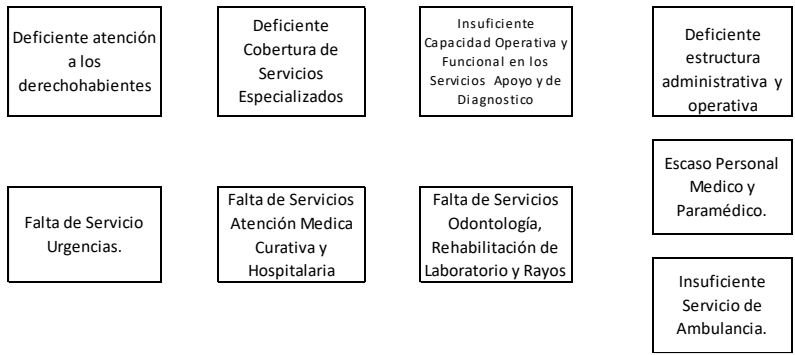 Deficiente atención
a los
derechohabientes
Deficiente
Cobertura de
Servicios
Especializados
Insuficiente
Capacidad Operativa y
Funcional en los
Servicios Apoyo y de
Diagnostico
Deficiente
estructura
administrativa y
operativa
Escaso Personal
Medico y
Paramédico.
Falta de Servicio
Urgencias.
Falta de Servicios
Atención Medica
Curativa y
Hospitalaria
Falta de Servicios
Odontología,
Rehabilitación de
Laboratorio y Rayos
Insuficiente
Servicio de
Ambulancia.